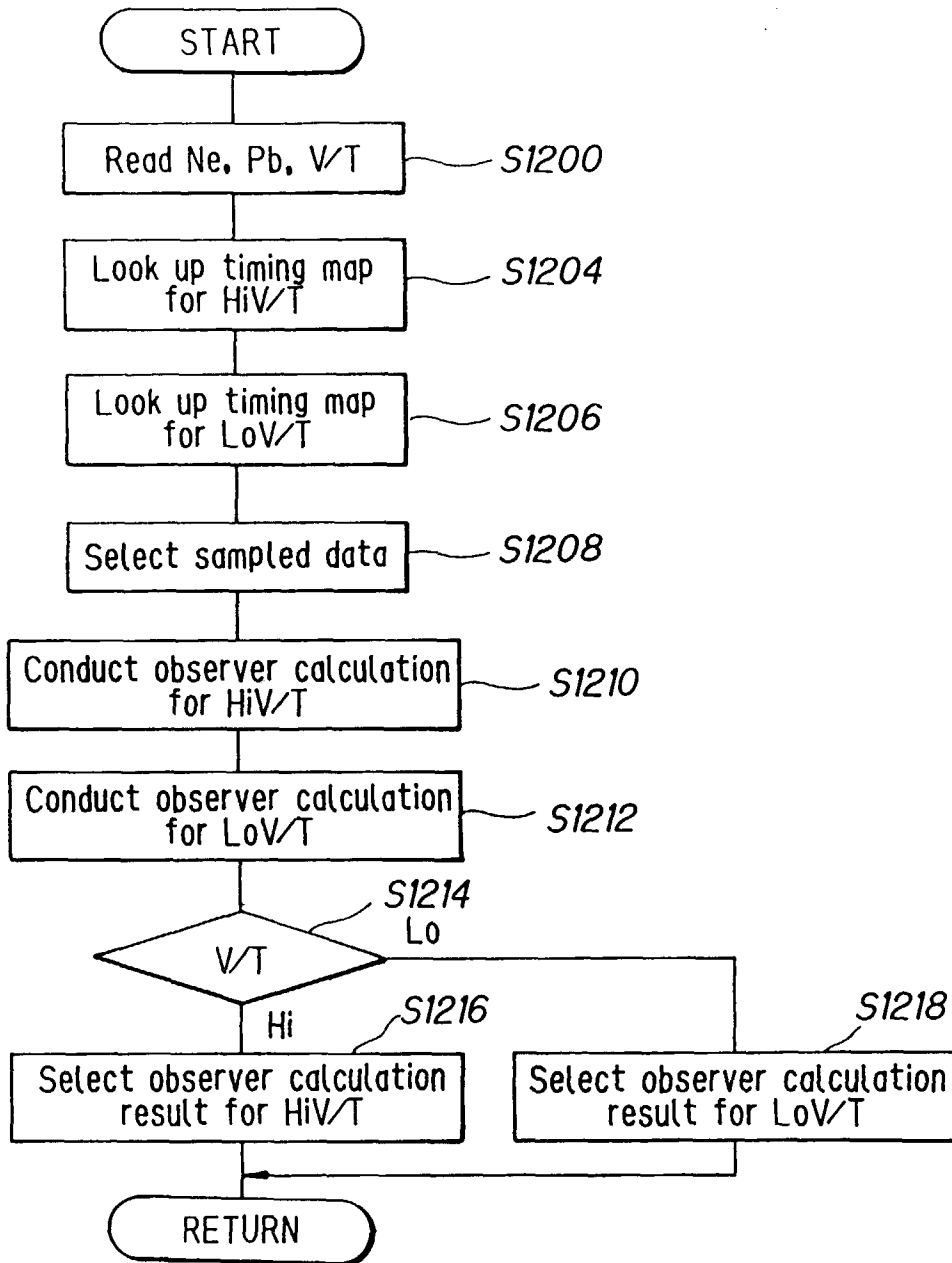 START
Read Ne, Pb, V/T
S1200
Look up timing map
for HiV/T
S1204
Look up timing map
for LoV/T
S1206
Select sampled data
S1208
Conduct observer calculation
for HiV/T
S1210
Conduct observer calculation
for LoV/T
S1212
S1214
V/T
Lo
Hi
S1216
Select observer calculation
result for HiV/T
S1218
Select observer calculation
result for LoV/T
RETURN